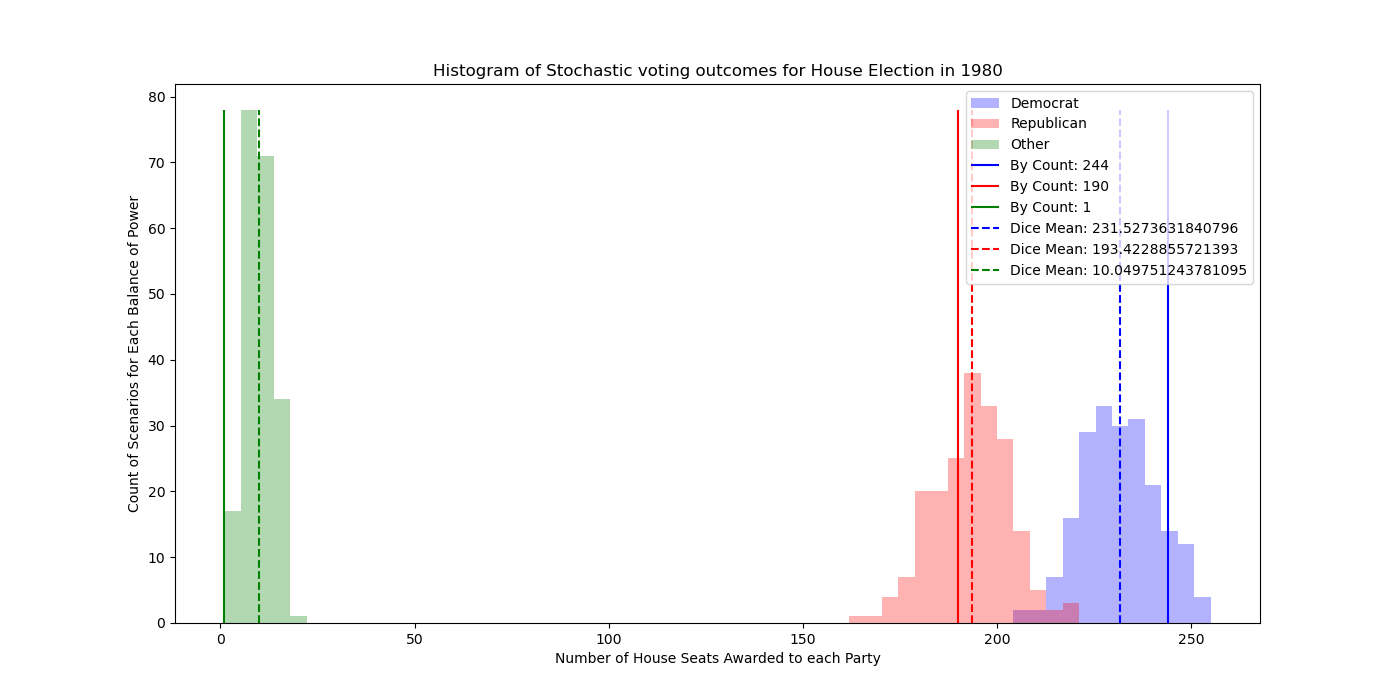 Histogram of Stochastic voting outcomes for House Election in 1980
Count of Scenarios for Each Balance of Power
80
70
60
50
40
30
20
10
0
Democrat
Republican
Other
By Count: 244
By Count: 190
By Count: 1
Dice Mean: 231.5273631840796
Dice Mean: 193.4228855721393
Dice Mean: 10.049751243781095
0 50 100 150 200 250
Number of House Seats Awarded to each Party